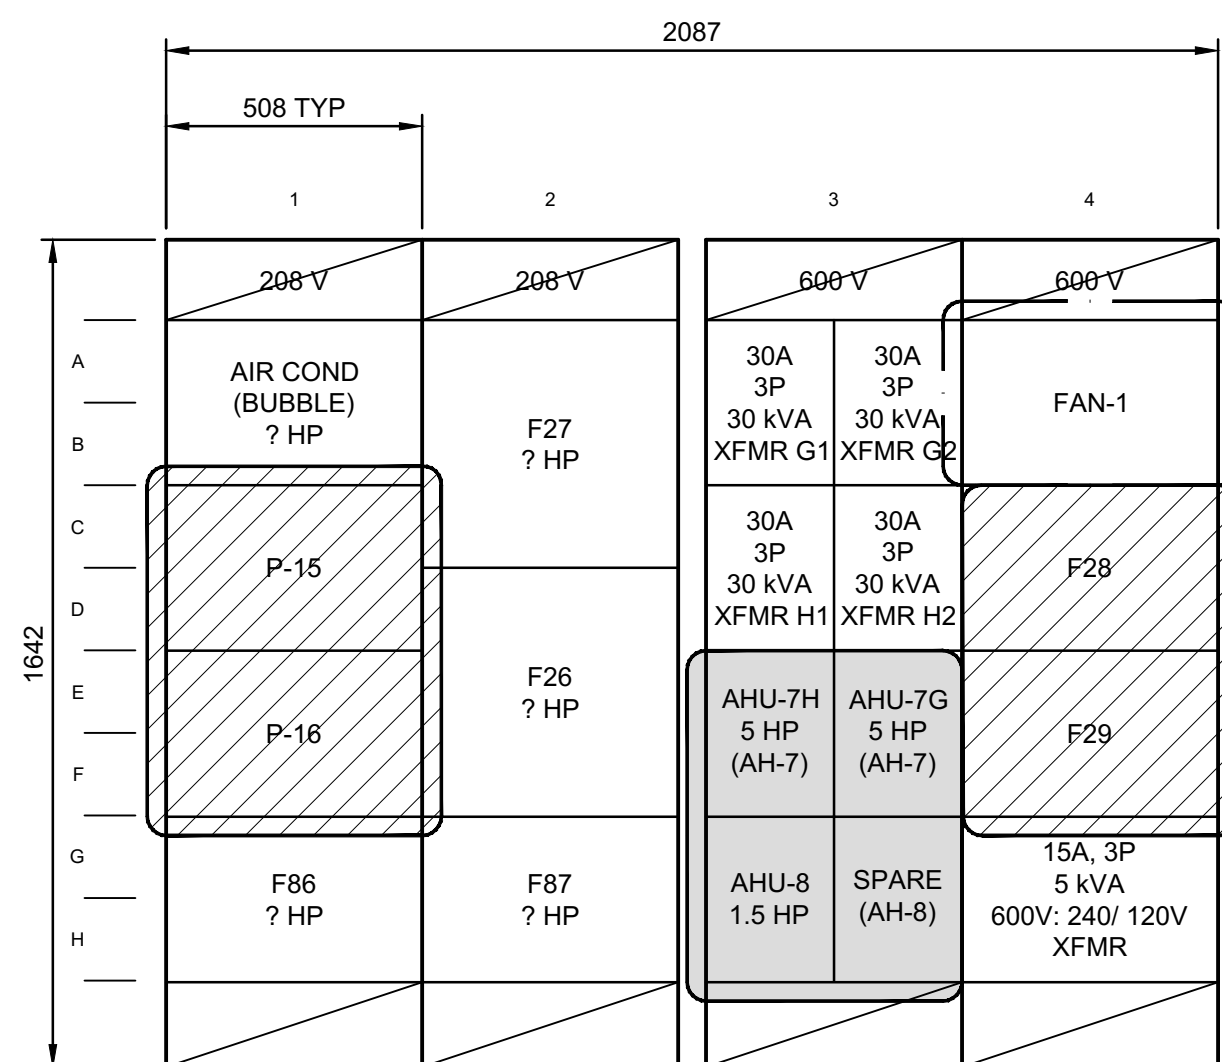 2087
508 TYP
1
2
3
4
208 V
208 V
600 V
600 V
A
B
C
D
E
F
G
H
1642
AIR COND
(BUBBLE)
? HP
P-15
P-16
F86
? HP
F27
? HP
F26
? HP
F87
? HP
30A
3P
30 kVA
XFMR G1
30A
3P
30 kVA
XFMR G2
30A
3P
30 kVA
XFMR H1
30A
3P
30 kVA
XFMR H2
AHU-7H
5 HP
(AH-7)
AHU-7G
5 HP
(AH-7)
AHU-8
1.5 HP
SPARE
(AH-8)
FAN-1
F28
F29
15A, 3P
5 kVA
600V: 240/ 120V
XFMR